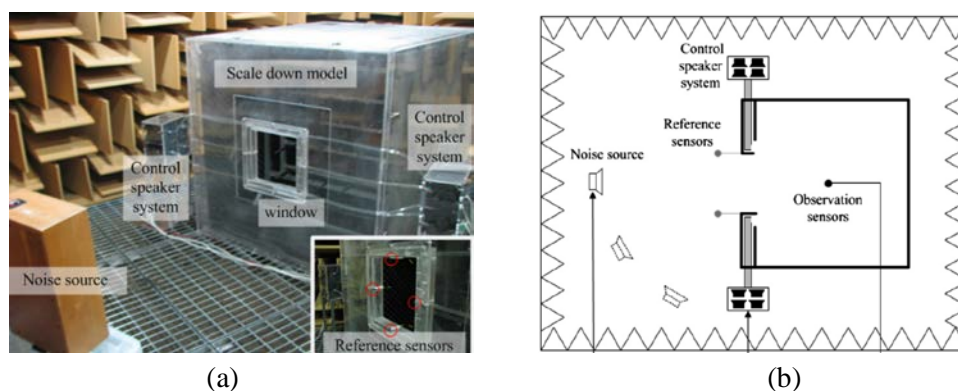 Scale down model
Control
speaker
system
Control
speaker
system
window
Noise source
Reference sensors
(a)
Control
speaker
system
Reference
sensors
Noise source
Observation
sensors
(b)